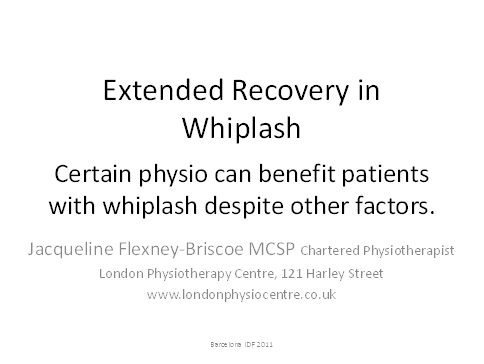 Extended Recovery in
Whiplash
Certain physio can benefit patients
with whiplash despite other factors.
Jacqueline Flexney-Briscoe MCSP Chartered Physiotherapist
London Physiotherapy Centre, 121 Harley Street
www.londonphysiocentre.co.uk
Barcelona IDF 2011